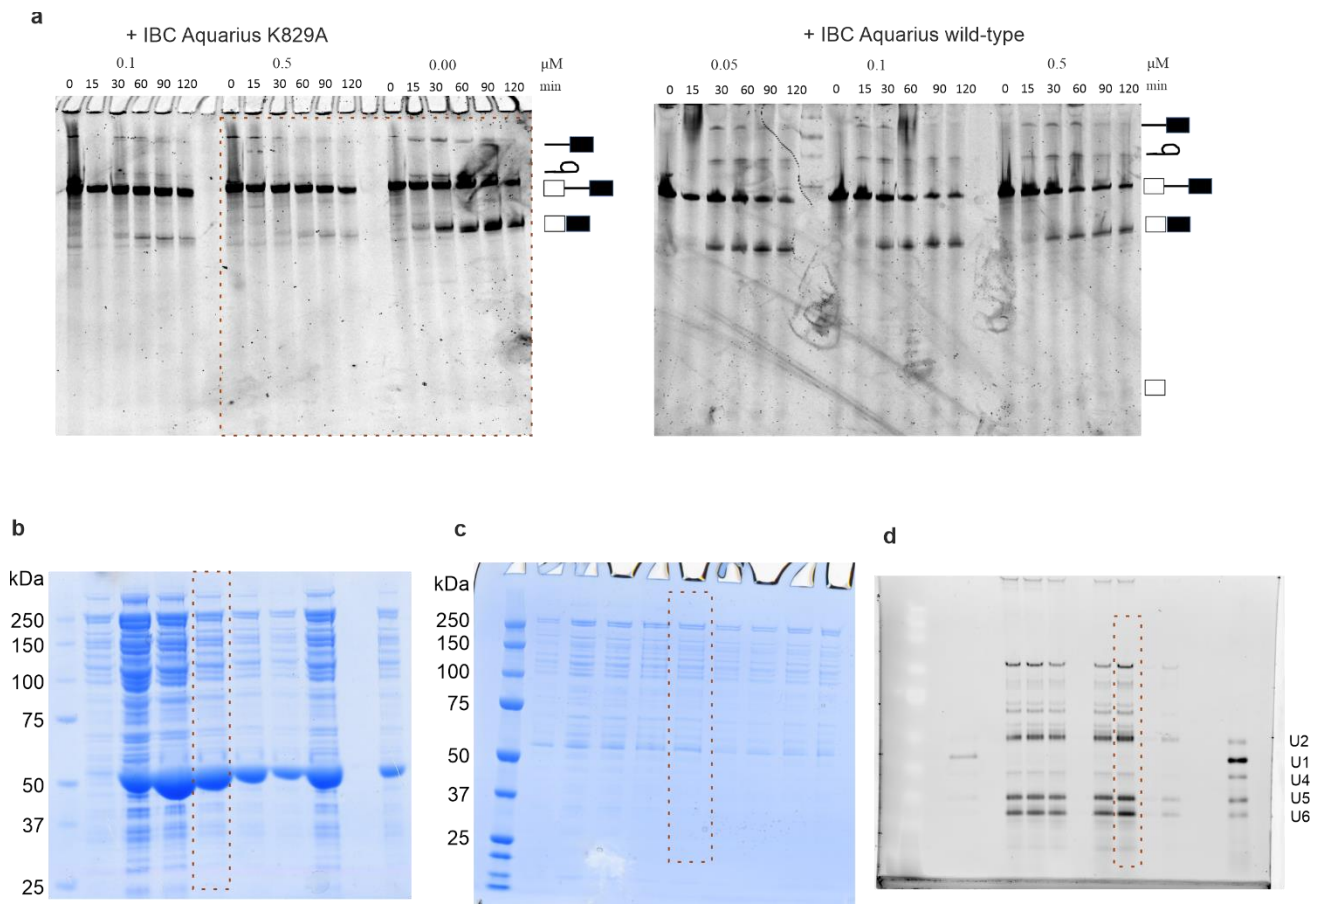 a
+ IBC Aquarius K829A
0.1 0.5 0.00 µM
0 15 30 60 90 120 0 15 30 60 90 120 0 15 30 60 90 120 min
+ IBC Aquarius wild-type
0.05 0.1 0.5 µM
0 15 30 60 90 120 0 15 30 60 90 120 0 15 30 60 90 120 min
b
kDa
250
150
100
75
50
37
25
c
kDa
250
150
100
75
50
37
25
d
U2
U1
U4
U5
U6